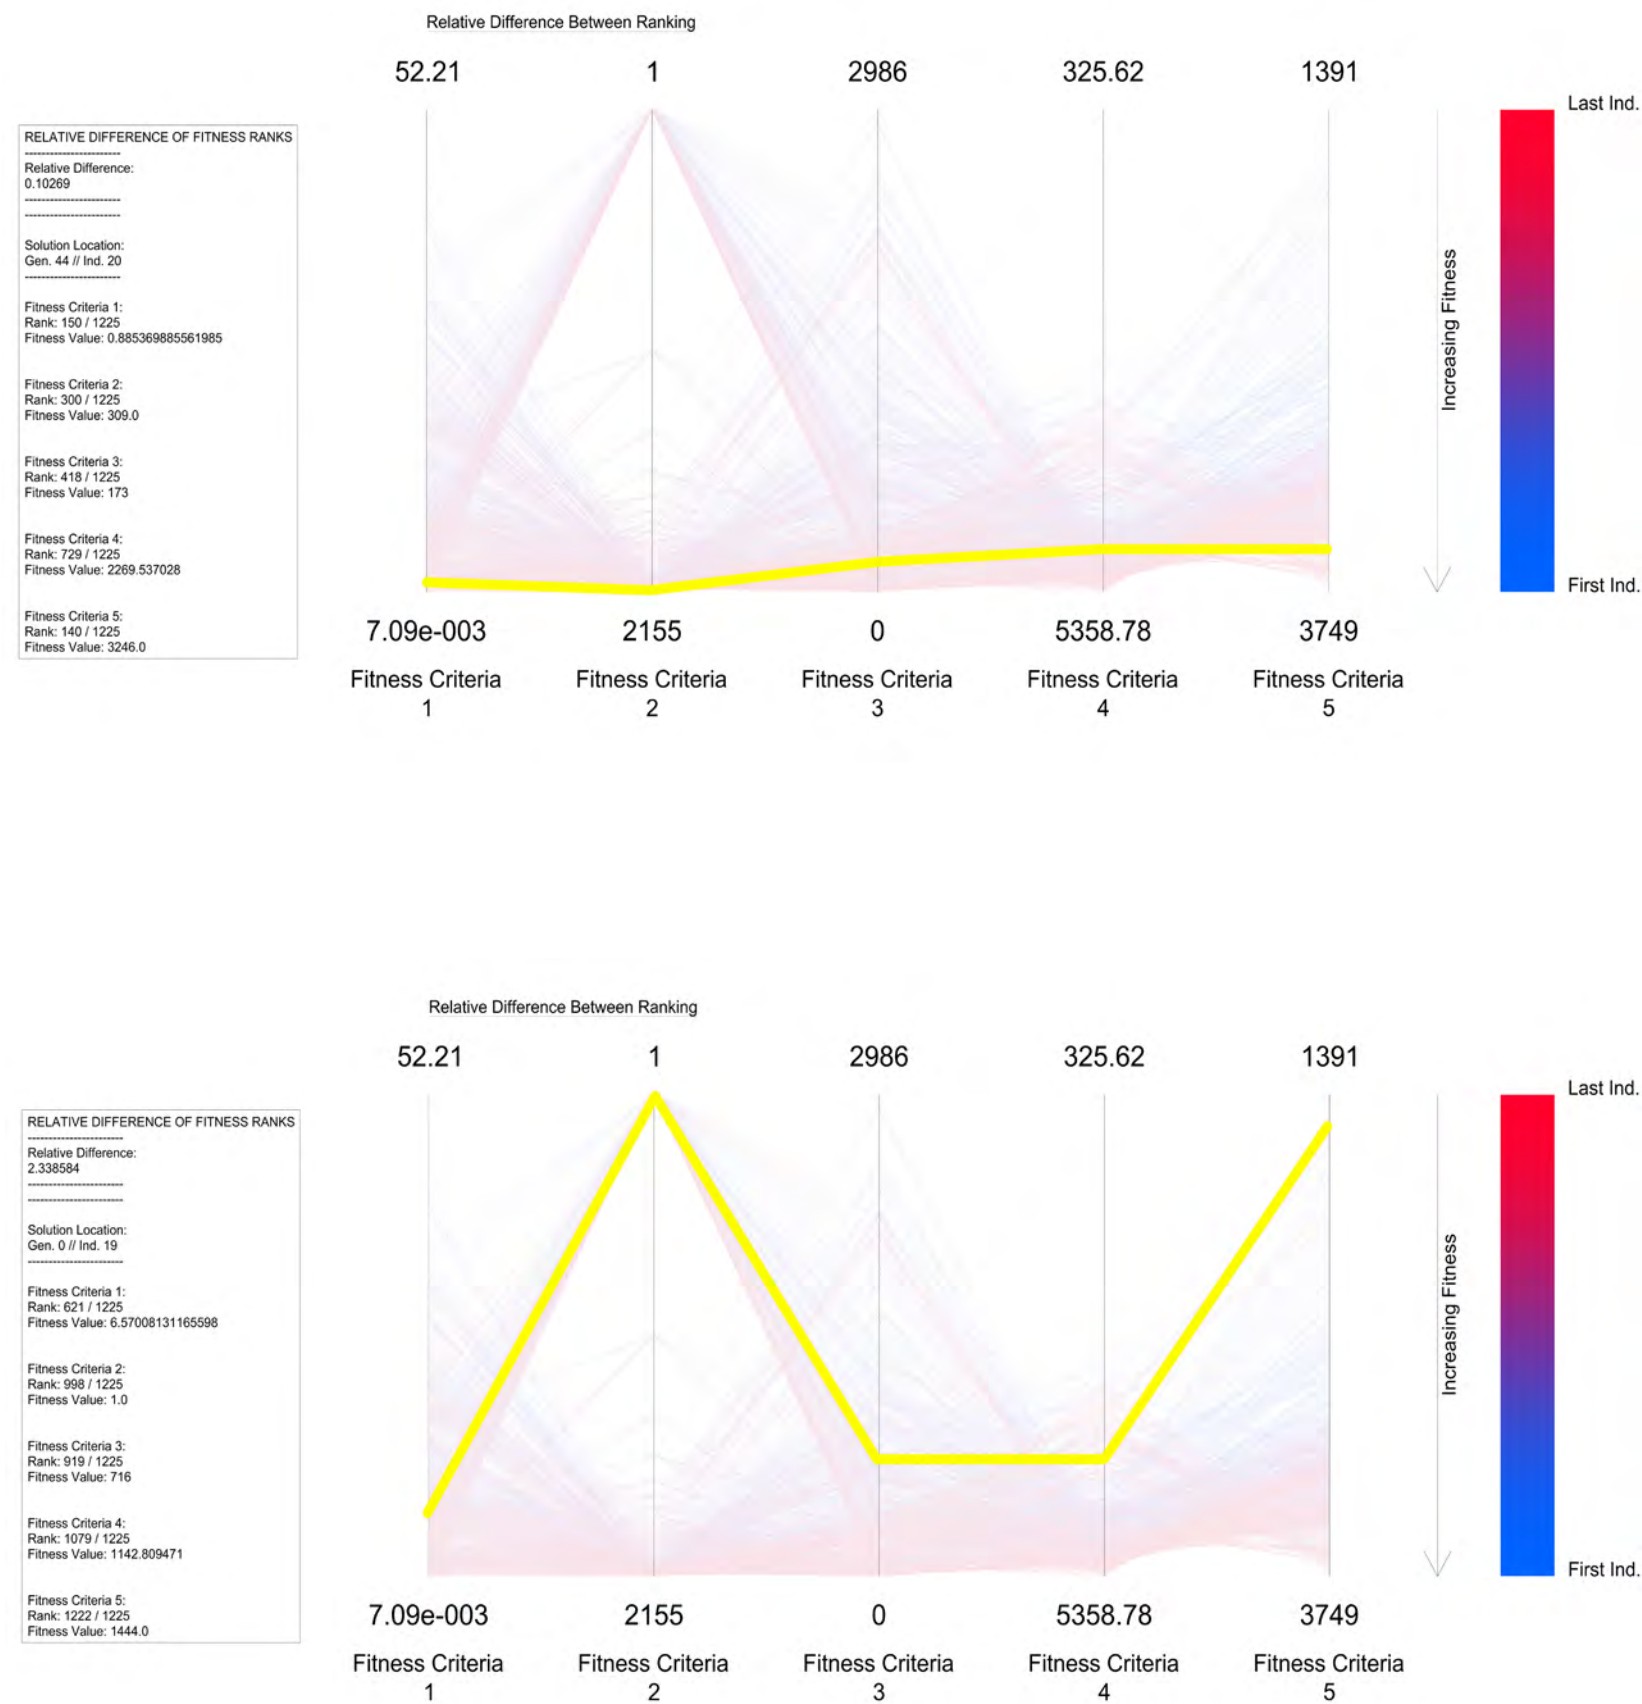 Relative Difference Between Ranking
52.21 1 2986 325.62 1391
Last Ind.
RELATIVE DIFFERENCE OF FITNESS RANKS
-----------------------
Relative Difference:
0.10269
-----------------------
-----------------------
Solution Location:
Gen. 44 // Ind. 20
-----------------------
Fitness Criteria 1:
Rank: 150 / 1225
Fitness Value: 0.885369885561985
Fitness Criteria 2:
Rank: 300 / 1225
Fitness Value: 309.0
Fitness Criteria 3:
Rank: 418 / 1225
Fitness Value: 173
Fitness Criteria 4:
Rank: 729 / 1225
Fitness Value: 2269.537028
Fitness Criteria 5:
Rank: 140 / 1225
Fitness Value: 3246.0
Increasing Fitness
First Ind.
7.09e-003 2155 0 5358.78 3749
Fitness Criteria Fitness Criteria Fitness Criteria Fitness Criteria Fitness Criteria
1 2 3 4 5
Relative Difference Between Ranking
52.21 1 2986 325.62 1391
Last Ind.
RELATIVE DIFFERENCE OF FITNESS RANKS
-----------------------
Relative Difference:
2.338584
-----------------------
-----------------------
Solution Location:
Gen. 0 // Ind. 19
-----------------------
Fitness Criteria 1:
Rank: 621 / 1225
Fitness Value: 6.57008131165598
Fitness Criteria 2:
Rank: 998 / 1225
Fitness Value: 1.0
Fitness Criteria 3:
Rank: 919 / 1225
Fitness Value: 716
Fitness Criteria 4:
Rank: 1079 / 1225
Fitness Value: 1142.809471
Fitness Criteria 5:
Rank: 1222 / 1225
Fitness Value: 1444.0
Increasing Fitness
First Ind.
7.09e-003 2155 0 5358.78 3749
Fitness Criteria Fitness Criteria Fitness Criteria Fitness Criteria Fitness Criteria
1 2 3 4 5